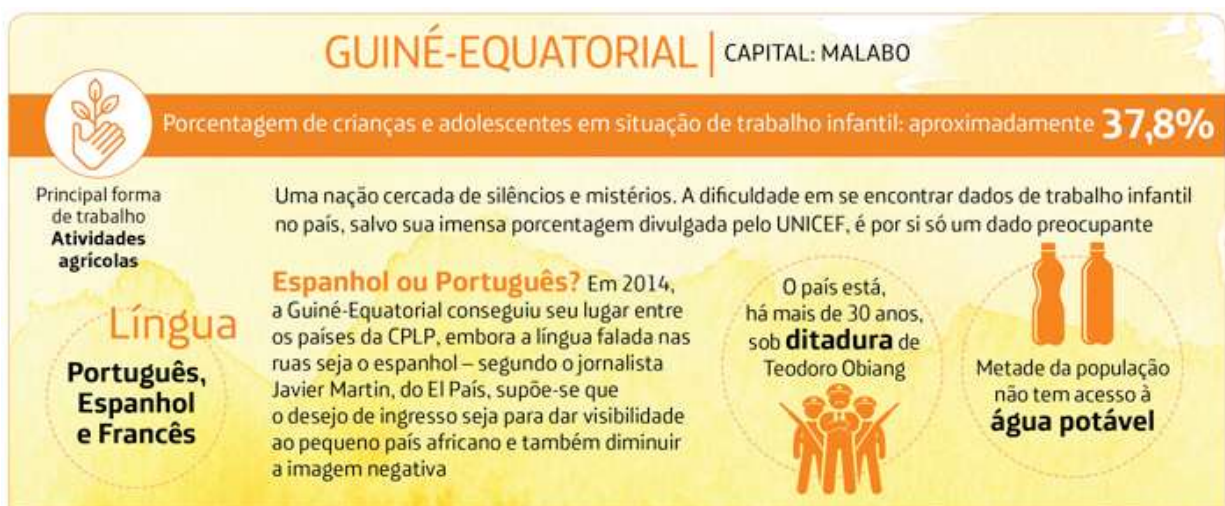 GUINÉ-EQUATORIAL | CAPITAL: MALABO
Porcentagem de crianças e adolescentes em situação de trabalho infantil: aproximadamente 37,8%
Principal forma
de trabalho
Atividades
agrícolas
Uma nação cercada de silêncios e mistérios. A dificuldade em se encontrar dados de trabalho infantil
no país, salvo sua imensa porcentagem divulgada pelo UNICEF, é por si só um dado preocupante
Língua
Português,
Espanhol
e Francês
Espanhol ou Português? Em 2014,
a Guiné-Equatorial conseguiu seu lugar entre
os países da CPLP, embora a língua falada nas
ruas seja o espanhol – segundo o jornalista
Javier Martin, do El País, supõe-se que
o desejo de ingresso seja para dar visibilidade
ao pequeno país africano e também diminuir
a imagem negativa
O país está,
há mais de 30 anos,
sob ditadura de
Teodoro Obiang
Metade da população
não tem acesso à
água potável